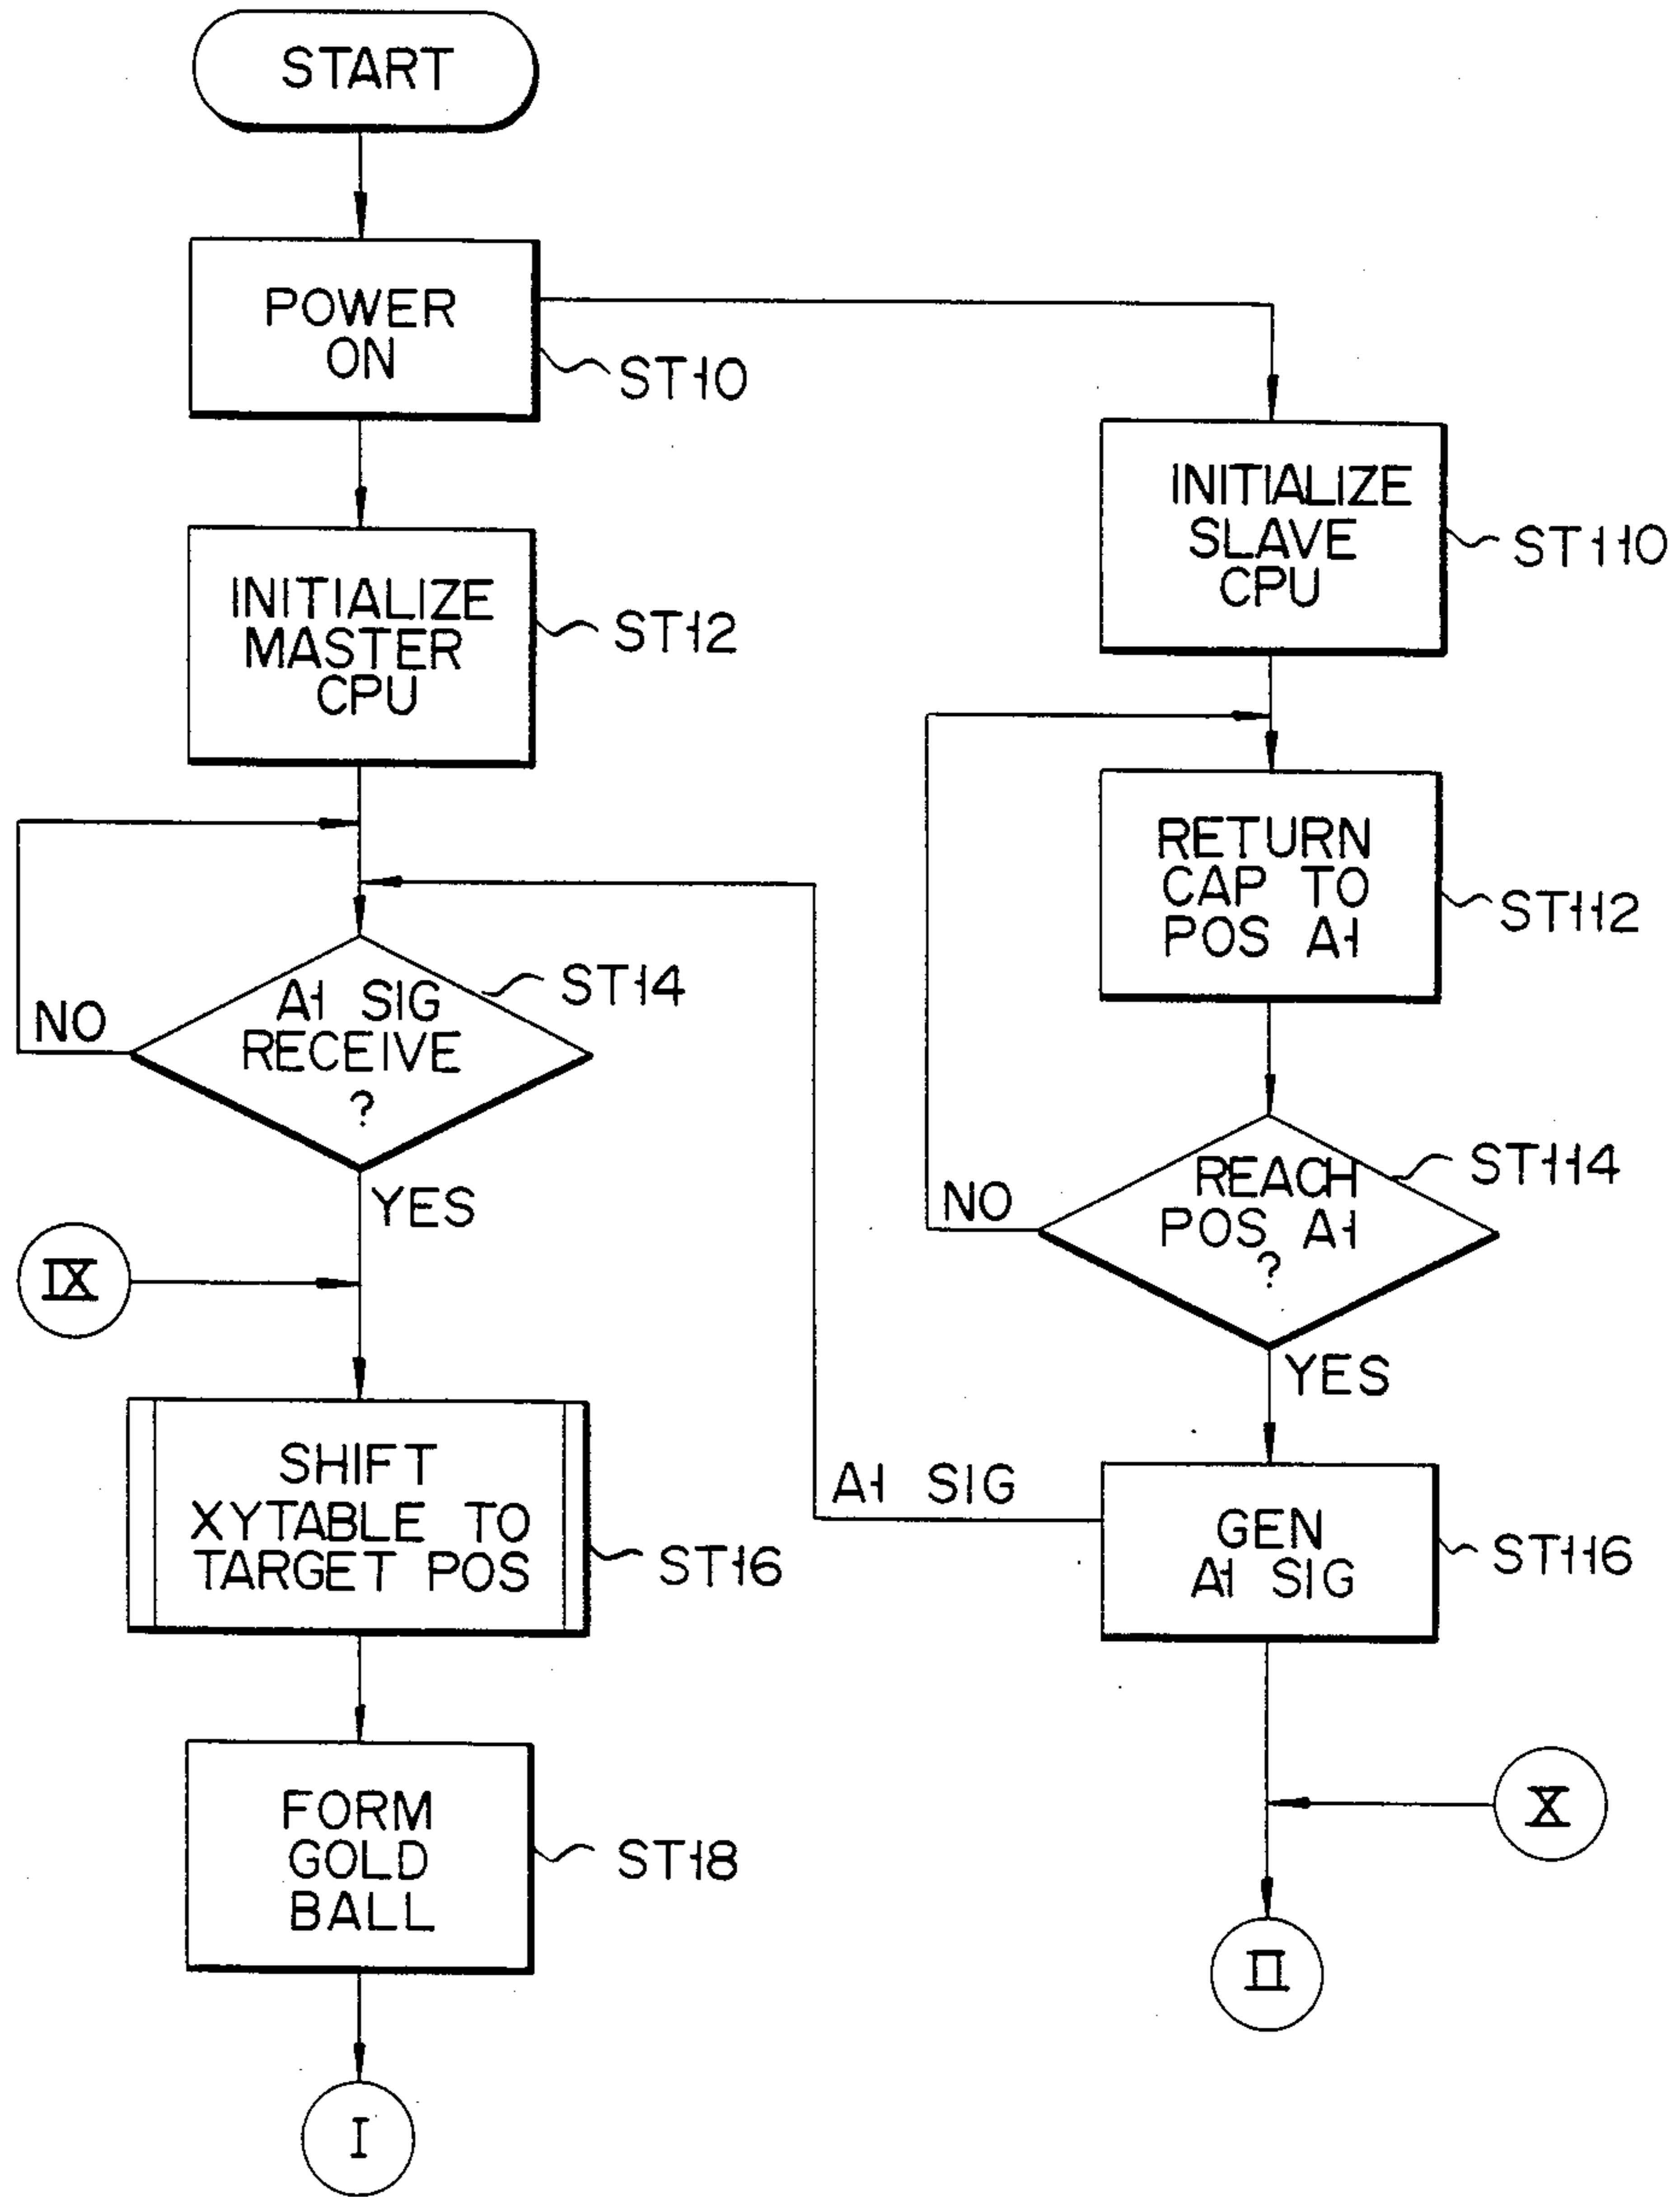 START
POWER
ON
ST10
INITIALIZE
MASTER
CPU
ST12
A1 SIG
RECEIVE
?
ST14
NO
YES
IX
SHIFT
XYTABLE TO
TARGET POS
ST16
FORM
GOLD
BALL
ST18
I
INITIALIZE
SLAVE
CPU
ST110
RETURN
CAP TO
POS A1
ST112
REACH
POS A1
?
ST114
NO
YES
A1 SIG
GEN
A1 SIG
ST116
X
II